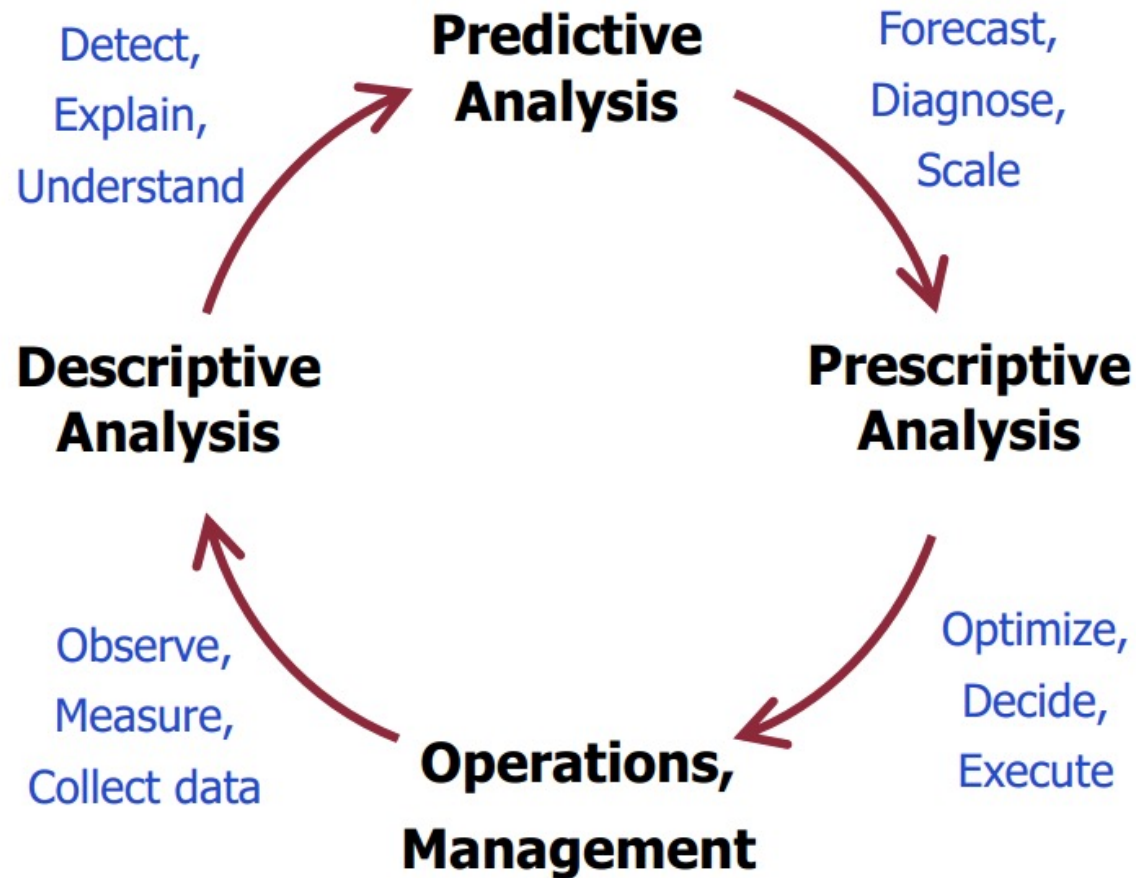 Detect,
Explain,
Understand
Predictive
Analysis
Forecast,
Diagnose,
Scale
Descriptive
Analysis
Prescriptive
Analysis
Observe,
Measure,
Collect data
Operations,
Management
Optimize,
Decide,
Execute